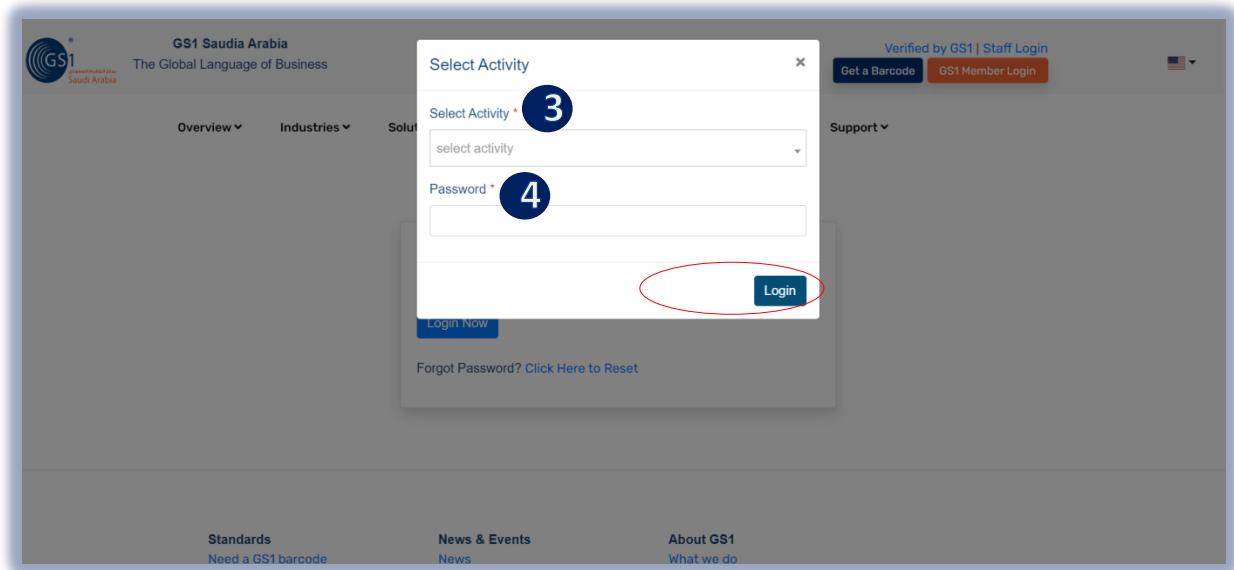 GS1 Saudia Arabia
The Global Language of Business
GS1
Saudi Arabia
Verified by GS1 | Staff Login
Get a Barcode
GS1 Member Login
Overview
Industries
Solut
Support
Select Activity
×
Select Activity *
3
select activity
Password *
4
Login
Login Now
Forgot Password? Click Here to Reset
Standards
News & Events
About GS1
Need a GS1 barcode
News
What we do